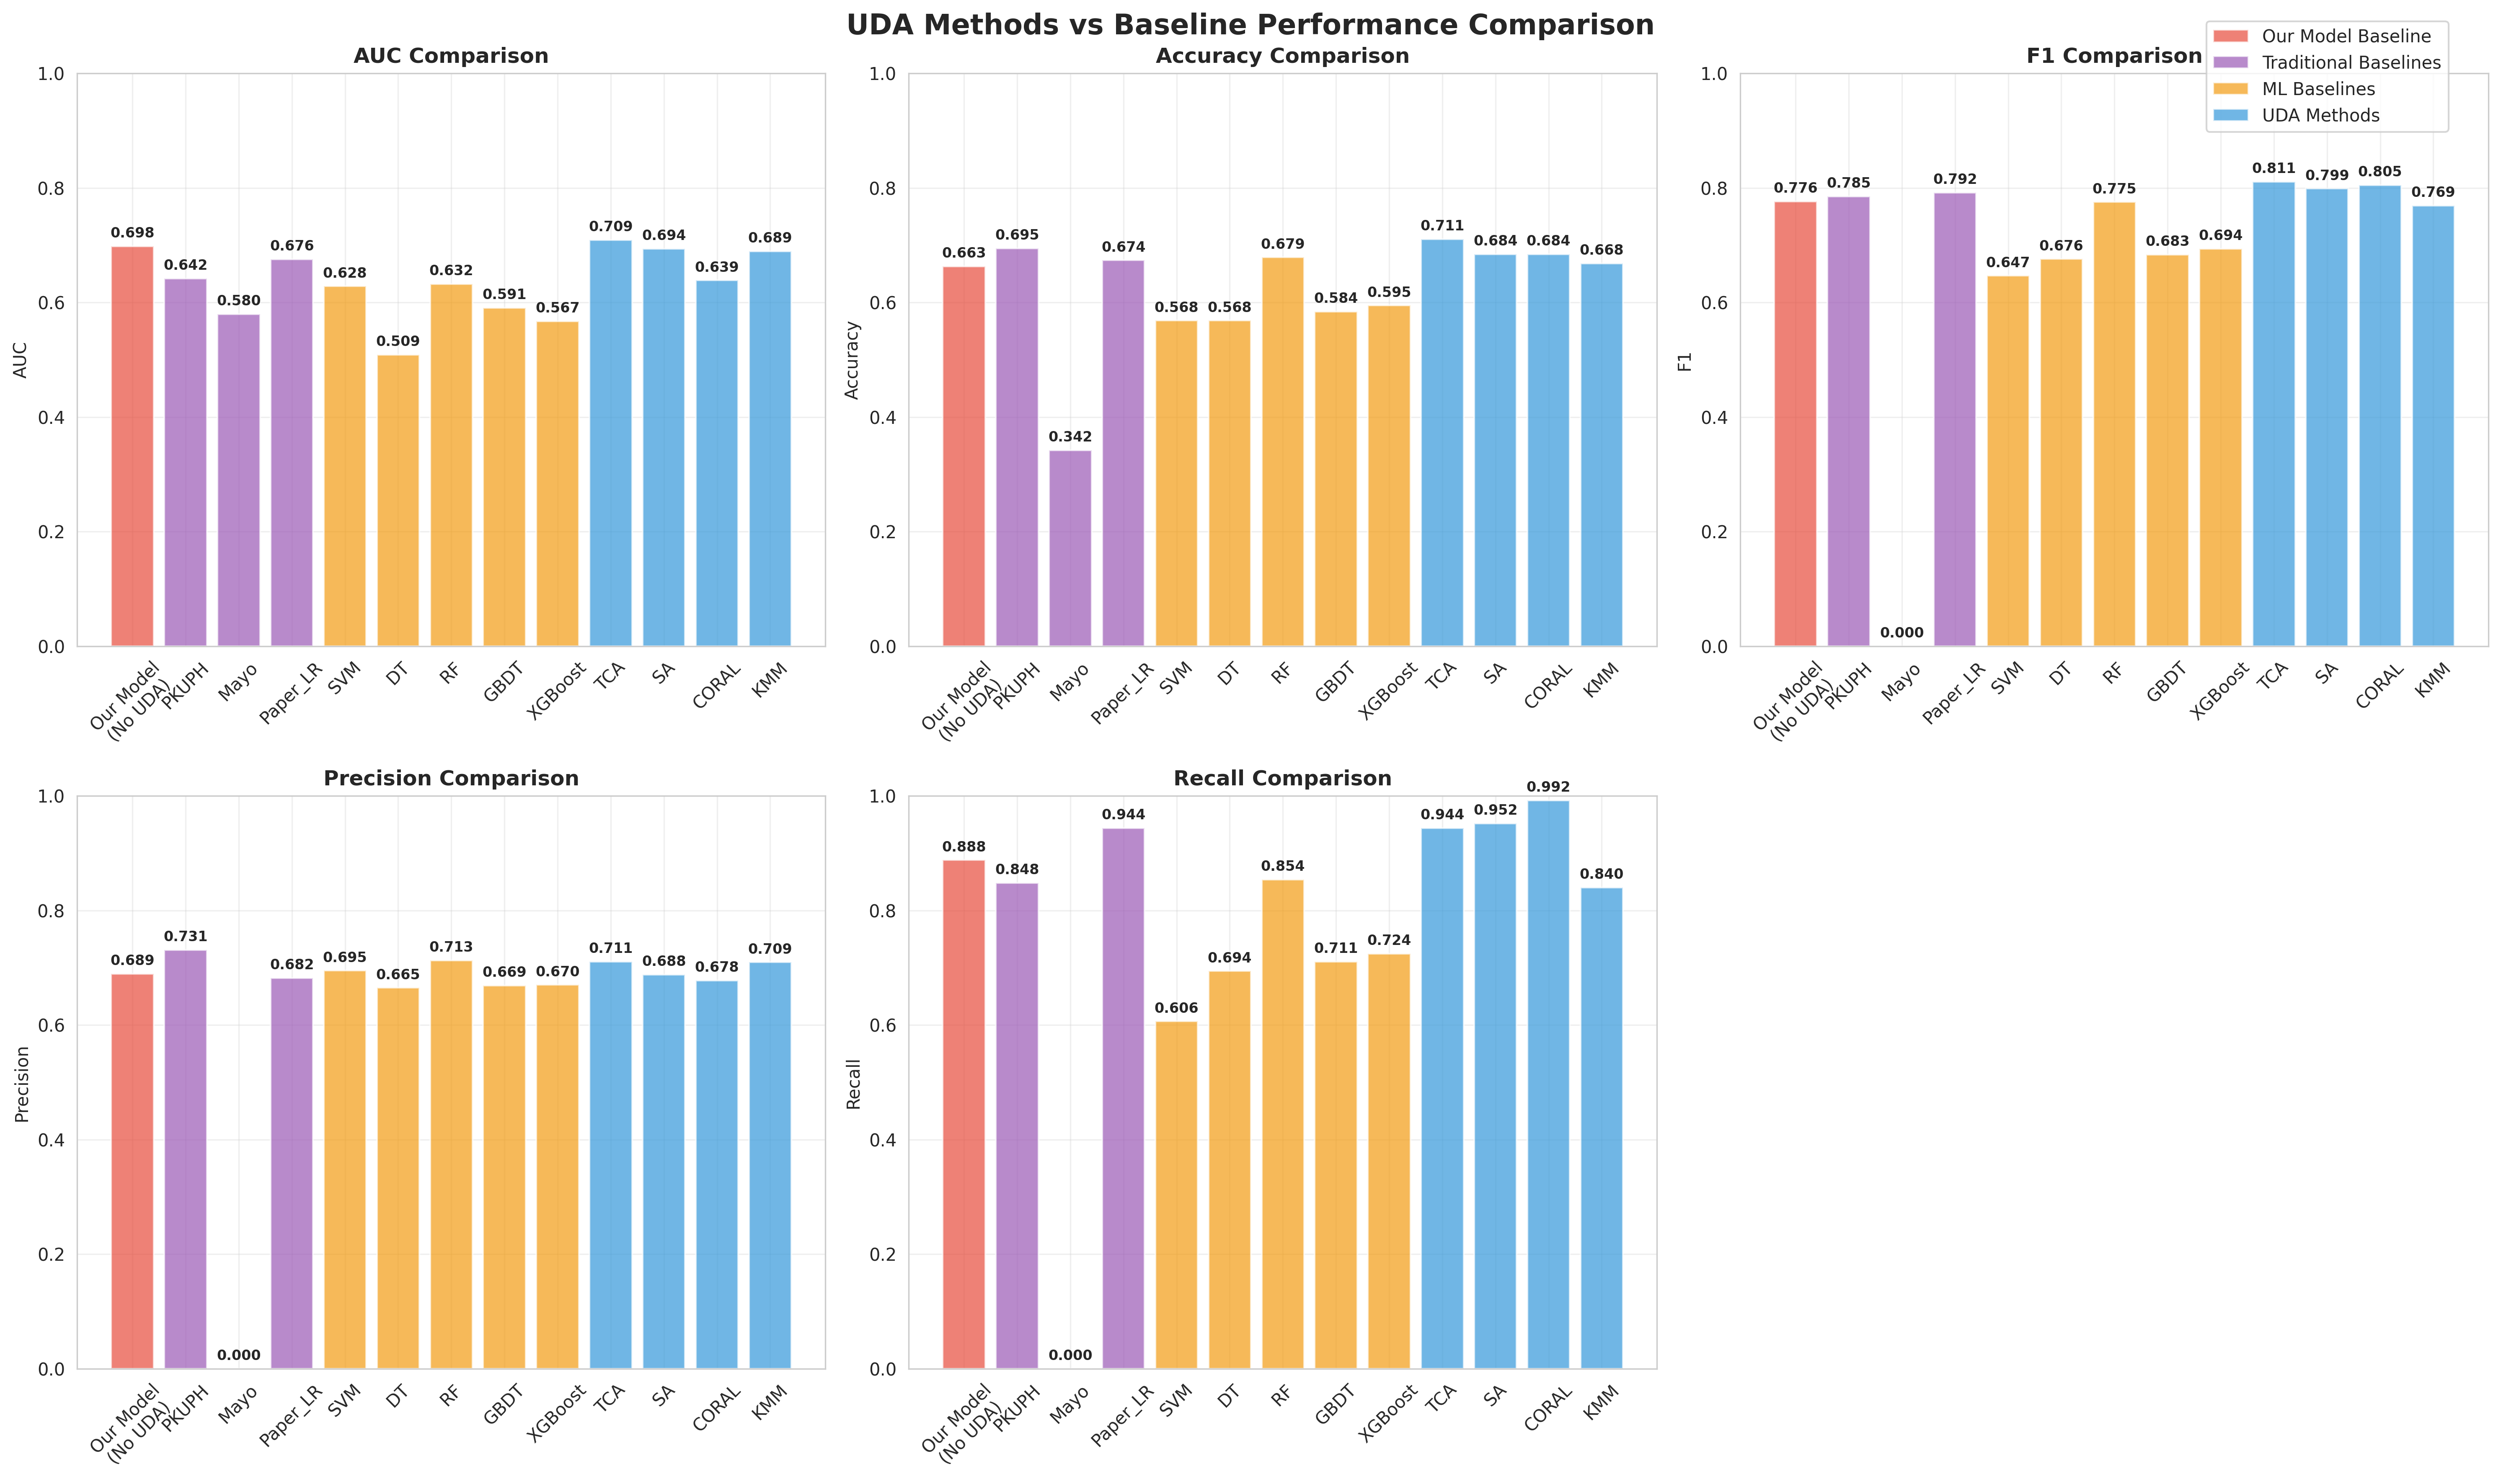 UDA Methods vs Baseline Performance Comparison
Our Model Baseline
Traditional Baselines
ML Baselines
UDA Methods
AUC Comparison
1.0
0.8
0.6
0.4
0.2
0.0
AUC
0.698
0.642
0.580
0.676
0.628
0.509
0.632
0.591
0.567
0.709
0.694
0.639
0.689
Our Model
(No UDA)
PKUPH
Mayo
Paper_LR
SVM
DT
RF
GBDT
XGBoost
TCA
SA
CORAL
KMM
Accuracy Comparison
1.0
0.8
0.6
0.4
0.2
0.0
Accuracy
0.663
0.695
0.342
0.674
0.568
0.568
0.679
0.584
0.595
0.711
0.684
0.684
0.668
Our Model
(No UDA)
PKUPH
Mayo
Paper_LR
SVM
DT
RF
GBDT
XGBoost
TCA
SA
CORAL
KMM
F1 Comparison
1.0
0.8
0.6
0.4
0.2
0.0
F1
0.776
0.785
0.000
0.792
0.647
0.676
0.775
0.683
0.694
0.811
0.799
0.805
0.769
Our Model
(No UDA)
PKUPH
Mayo
Paper_LR
SVM
DT
RF
GBDT
XGBoost
TCA
SA
CORAL
KMM
Precision Comparison
1.0
0.8
0.6
0.4
0.2
0.0
Precision
0.689
0.731
0.000
0.682
0.695
0.665
0.713
0.669
0.670
0.711
0.688
0.678
0.709
Our Model
(No UDA)
PKUPH
Mayo
Paper_LR
SVM
DT
RF
GBDT
XGBoost
TCA
SA
CORAL
KMM
Recall Comparison
1.0
0.8
0.6
0.4
0.2
0.0
Recall
0.888
0.848
0.000
0.944
0.606
0.694
0.854
0.711
0.724
0.944
0.952
0.992
0.840
Our Model
(No UDA)
PKUPH
Mayo
Paper_LR
SVM
DT
RF
GBDT
XGBoost
TCA
SA
CORAL
KMM